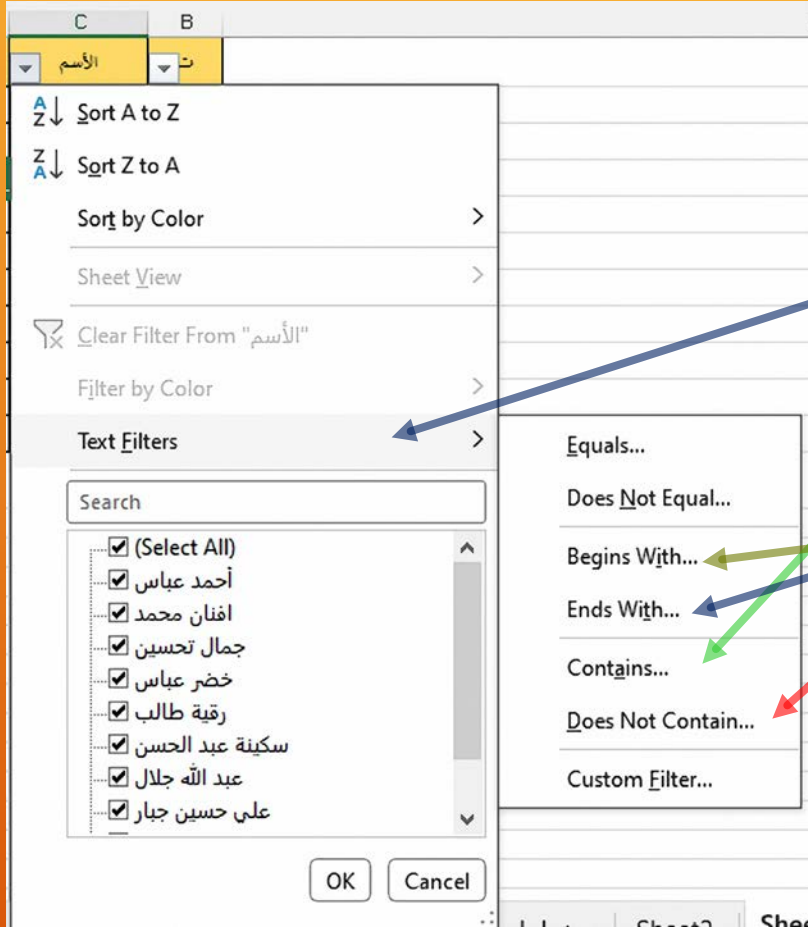 C B
الأسم ت
Sort A to Z
Sort Z to A
Sort by Color
Sheet View
Clear Filter From "الأسم"
Filter by Color
Text Filters
Search
(Select All)
أحمد عباس
افنان محمد
جمال تحسين
خضر عباس
رقية طالب
سكينة عبد الحسن
عبد الله جلال
علي حسين جبار
OK Cancel
Equals...
Does Not Equal...
Begins With...
Ends With...
Contains...
Does Not Contain...
Custom Filter...